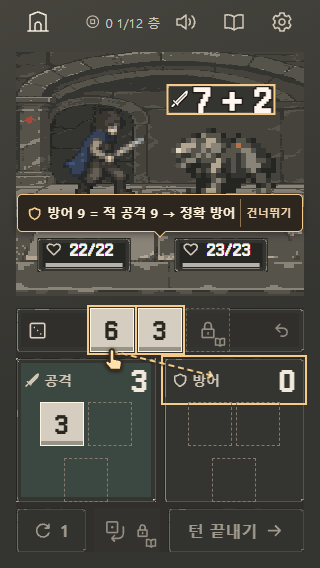 0 1/12 층
7 + 2
방어 9 = 적 공격 9 → 정확 방어 건너뛰기
22/22 23/23
6 3
공격 3 방어 0
3
1 턴 끝내기 →